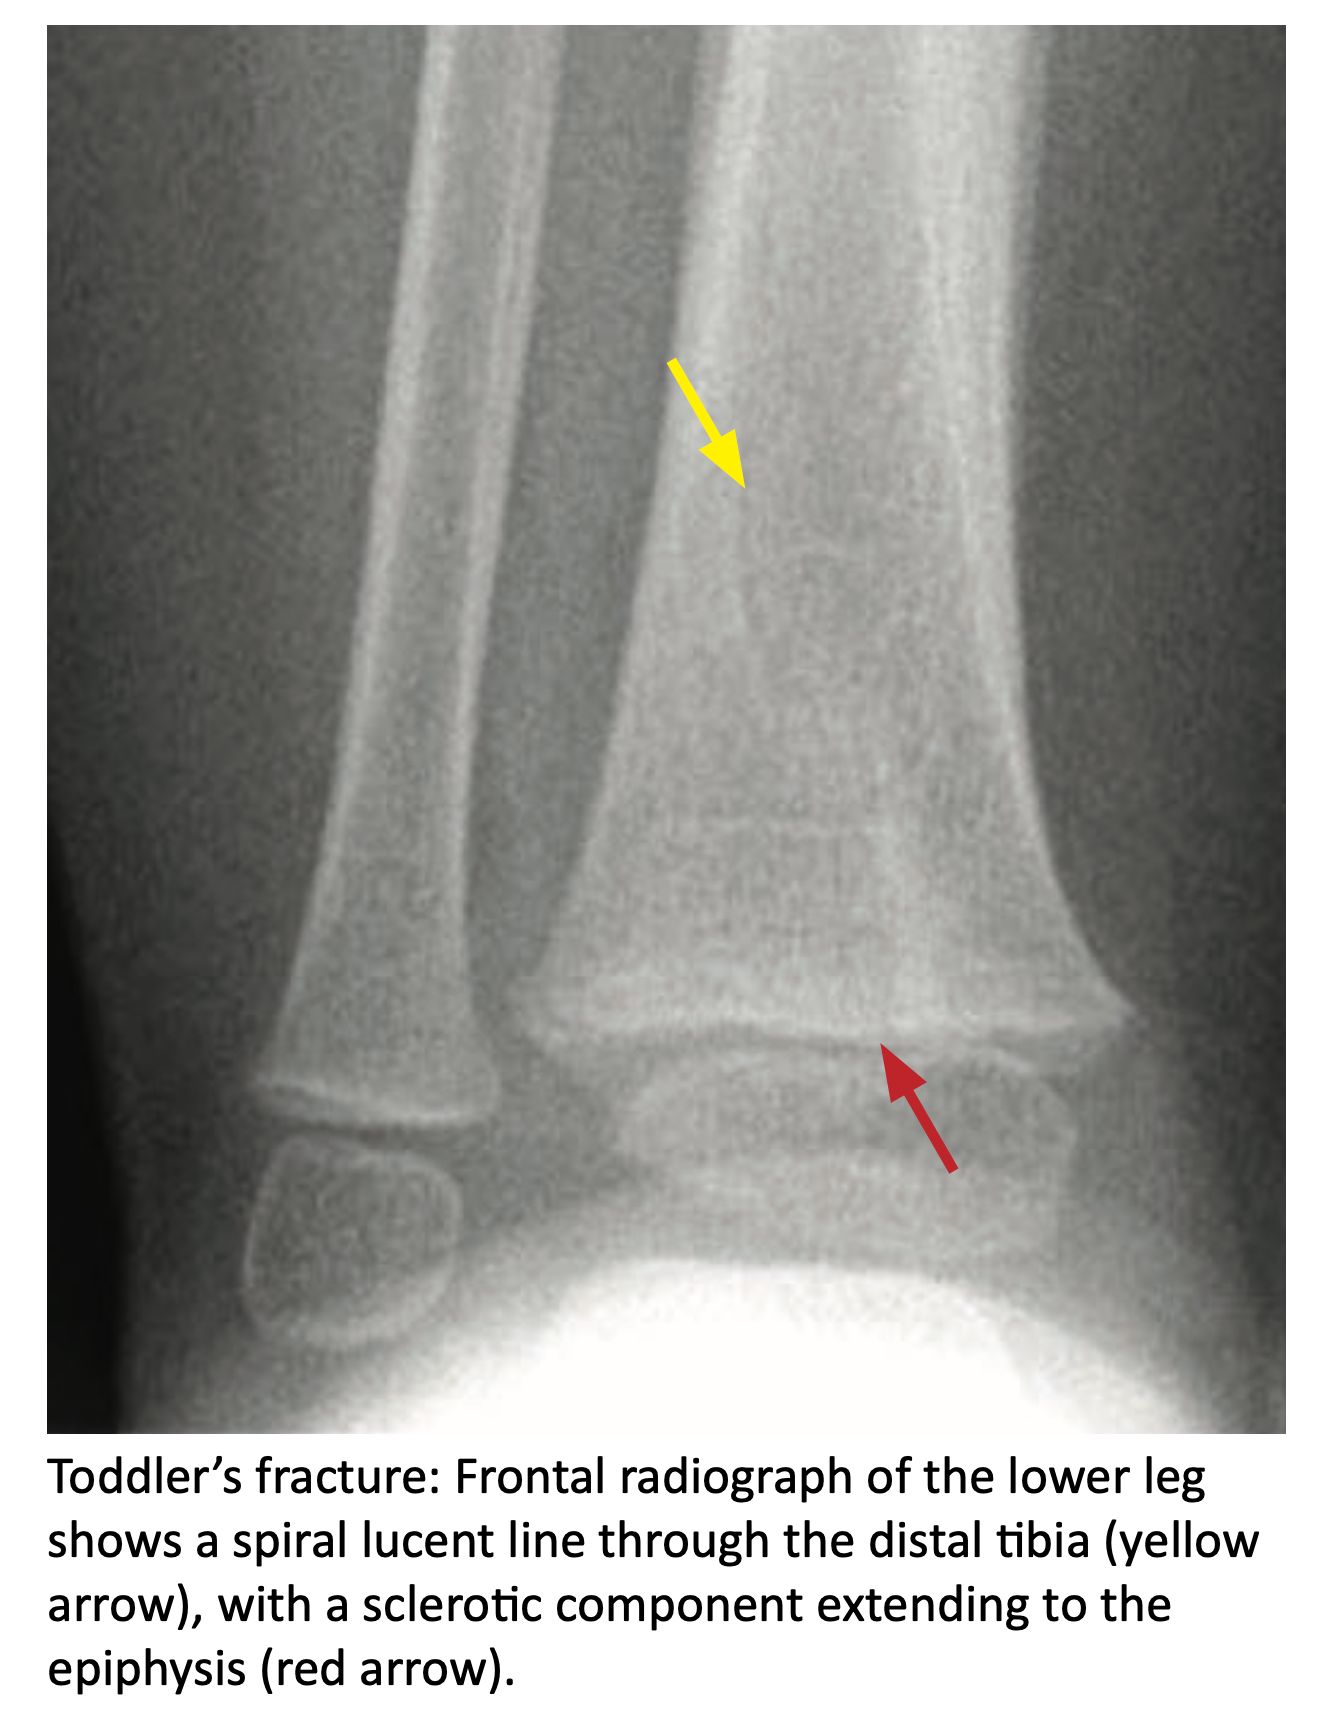 Toddler’s fracture: Frontal radiograph of the lower leg
shows a spiral lucent line through the distal tibia (yellow
arrow), with a sclerotic component extending to the
epiphysis (red arrow).